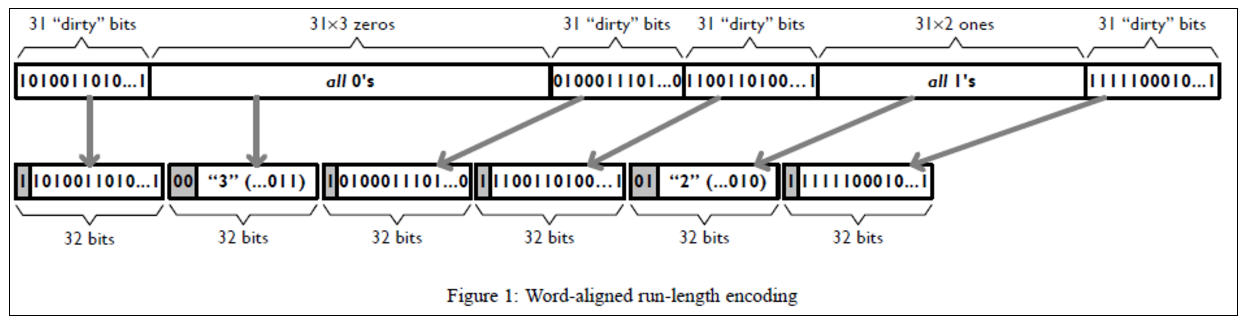 31 “dirty” bits 31×3 zeros 31 “dirty” bits 31 “dirty” bits 31×2 ones 31 “dirty” bits
1010011010...1 all 0's 0100011101...0 1100110100...1 all 1's 1111100010...1
1 1010011010...1 00 “3” (...011) 1 0100011101...0 1 1100110100...1 01 “2” (...010) 1 1111100010...1
32 bits 32 bits 32 bits 32 bits 32 bits 32 bits
Figure 1: Word-aligned run-length encoding